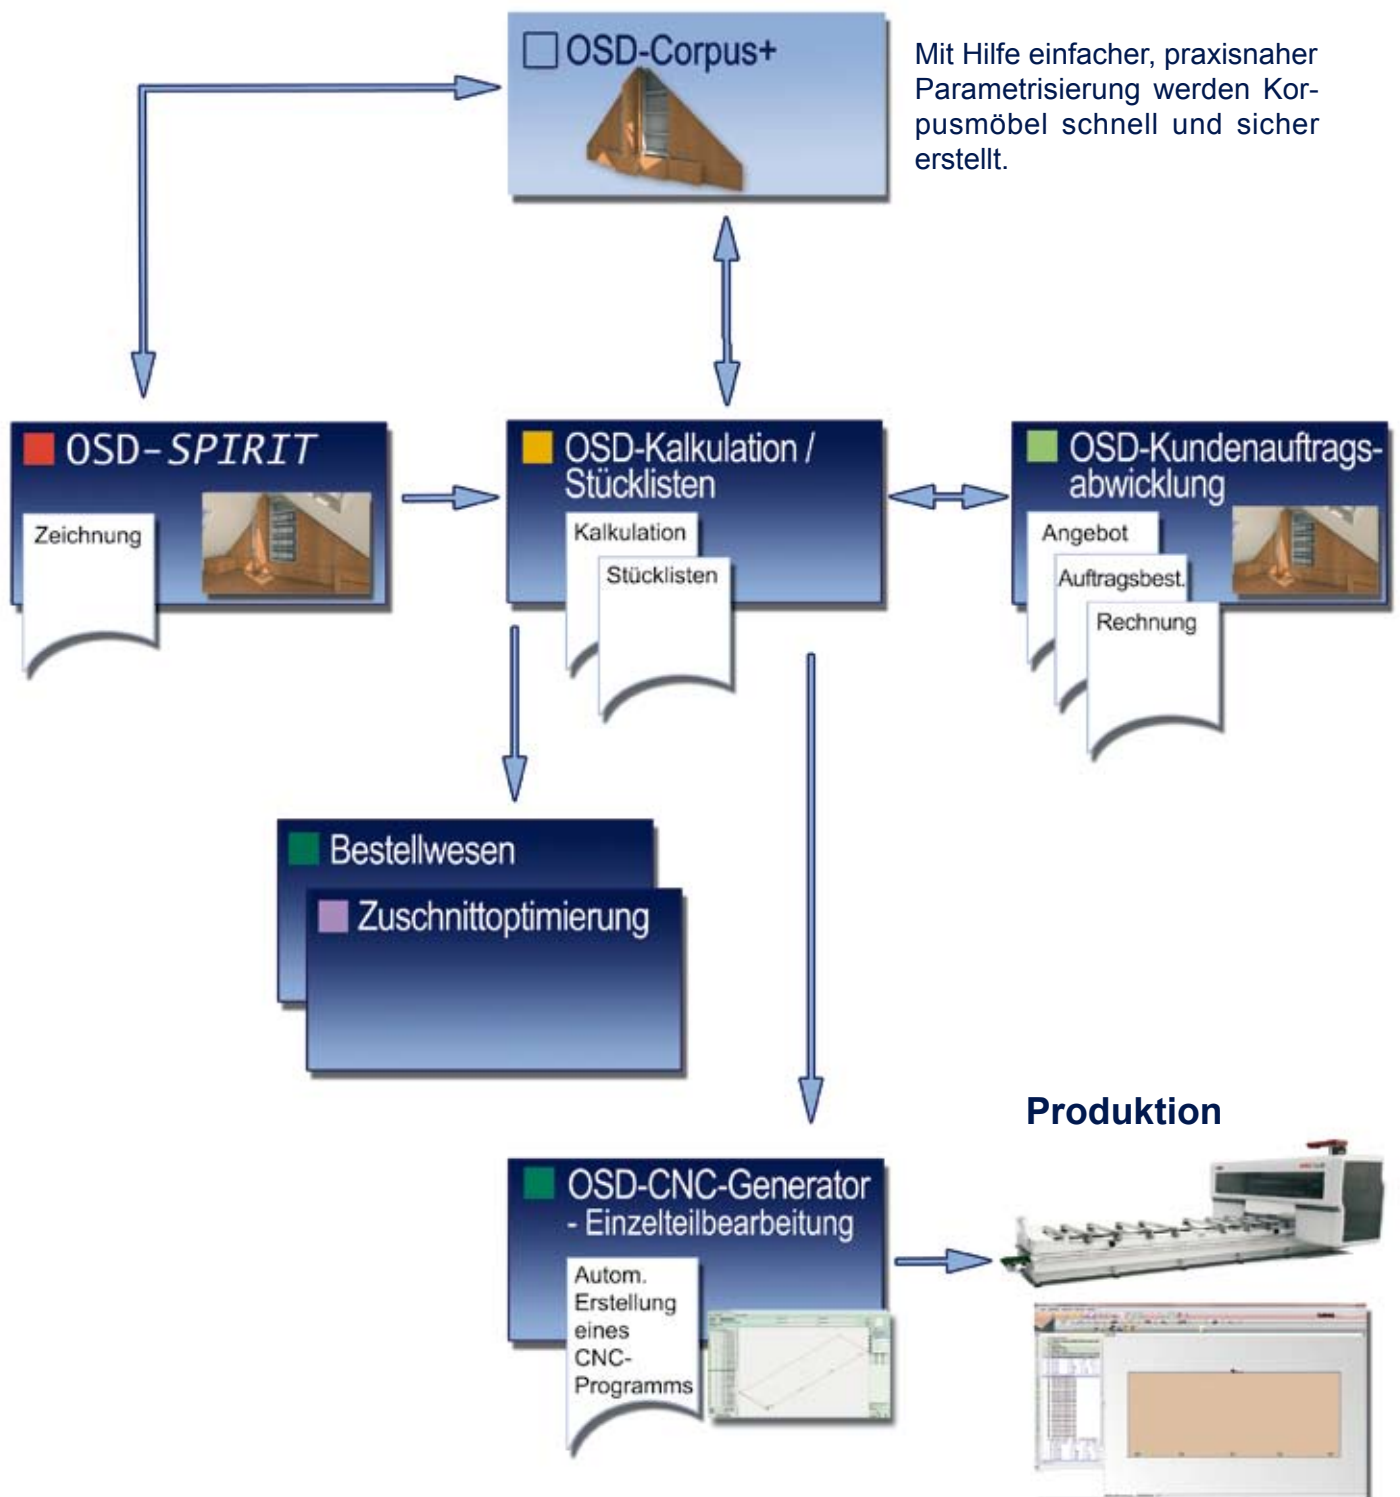 OSD-Corpus+
Mit Hilfe einfacher, praxisnaher
Parametrisierung werden Kor-
pusmöbel schnell und sicher
erstellt.
OSD-SPIRIT
Zeichnung
OSD-Kalkulation /
Stücklisten
Kalkulation
Stücklisten
OSD-Kundenauftrags-
abwicklung
Angebot
Auftragsbest.
Rechnung
Bestellwesen
Zuschnittoptimierung
Produktion
OSD-CNC-Generator
- Einzelteilbearbeitung
Autom.
Erstellung
eines
CNC-
Programms